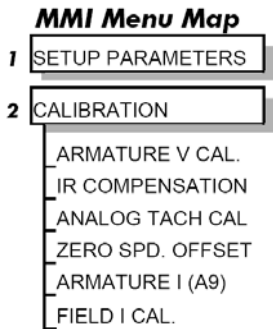 MMI Menu Map
1 SETUP PARAMETERS
2 CALIBRATION
ARMATURE V CAL.
IR COMPENSATION
ANALOG TACH CAL
ZERO SPD. OFFSET
ARMATURE I (A9)
FIELD I CAL.